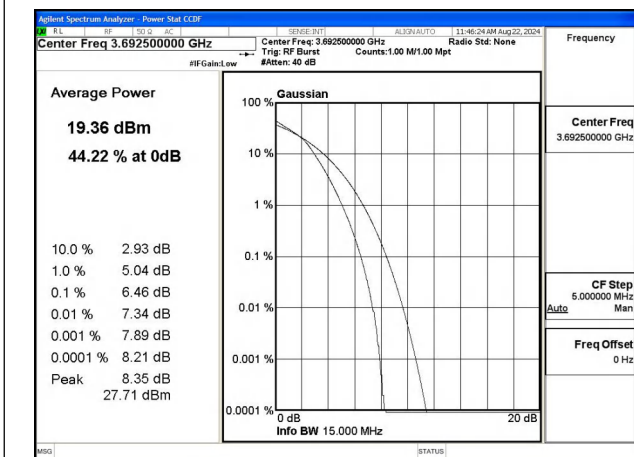 Agilent Spectrum Analyzer - Power Stat CCDF
RL RF 50 Ω AC SENSE:INT ALIGN AUTO 11:46:24 AM Aug 22, 2024
Center Freq 3.692500000 GHz
Center Freq: 3.692500000 GHz Radio Std: None
Trig: RF Burst Counts:1.00 M/1.00 Mpt
#IFGain:Low #Atten: 40 dB
Frequency
Average Power
19.36 dBm
44.22 % at 0dB
10.0 % 2.93 dB
1.0 % 5.04 dB
0.1 % 6.46 dB
0.01 % 7.34 dB
0.001 % 7.89 dB
0.0001 % 8.21 dB
Peak 8.35 dB
27.71 dBm
Gaussian
100 %
10 %
1 %
0.1 %
0.01 %
0.001 %
0.0001 %
0 dB 20 dB
Info BW 15.000 MHz
Center Freq
3.692500000 GHz
CF Step
5.000000 MHz
Auto Man
Freq Offset
0 Hz
MSG STATUS